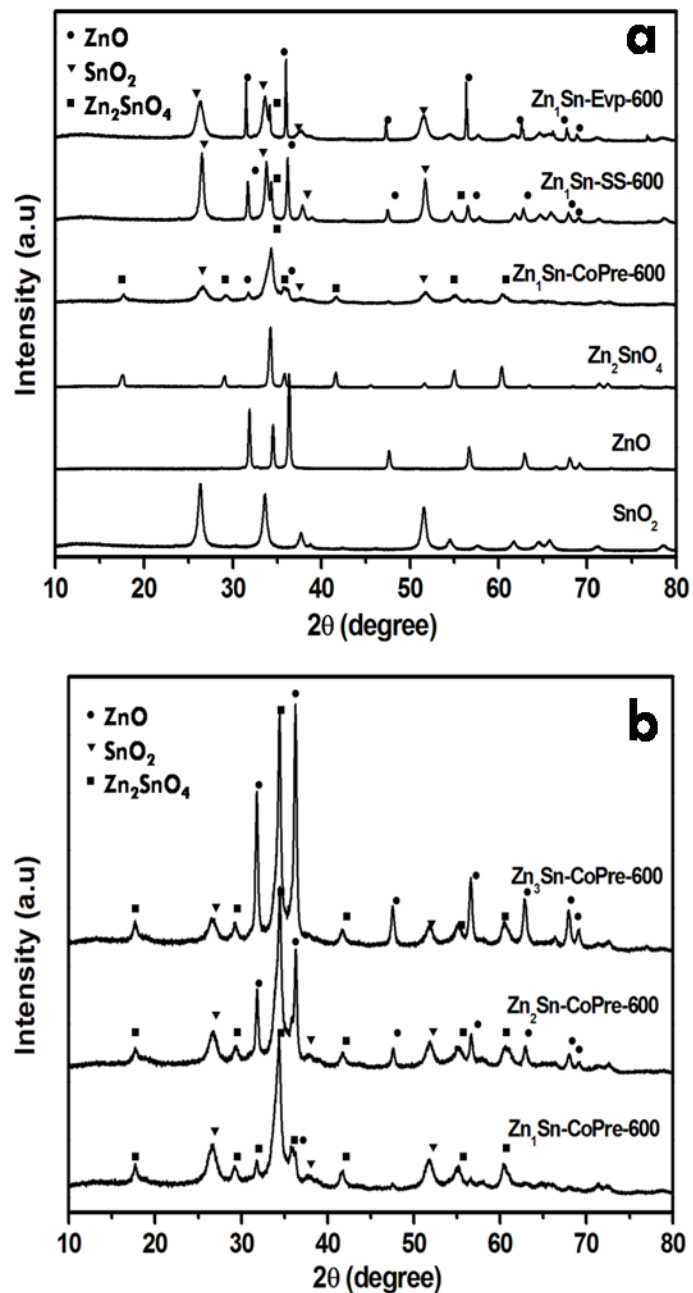 a
● ZnO
▼ SnO₂
■ Zn₂SnO₄
Zn₁Sn-Evp-600
Zn₁Sn-SS-600
Zn₁Sn-CoPre-600
Zn₂SnO₄
ZnO
SnO₂
Intensity (a.u)
10 20 30 40 50 60 70 80
2θ (degree)
b
● ZnO
▼ SnO₂
■ Zn₂SnO₄
Zn₃Sn-CoPre-600
Zn₂Sn-CoPre-600
Zn₁Sn-CoPre-600
Intensity (a.u)
10 20 30 40 50 60 70 80
2θ (degree)